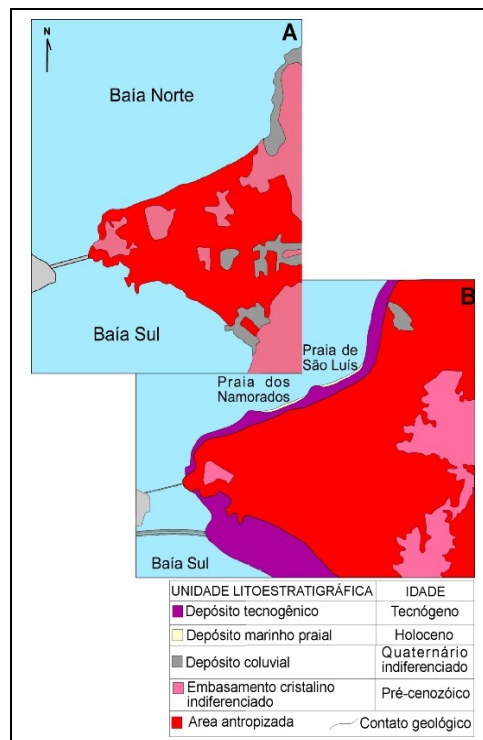 A
N
Baía Norte
Baía Sul
B
Praia de
São Luís
Praia dos
Namorados
Baía Sul
UNIDADE LITOESTRATIGRÁFICA IDADE
Depósito tecnogênico Tecnógeno
Depósito marinho praial Holoceno
Depósito coluvial Quaternário
indiferenciado
Embasamento cristalino
indiferenciado Pré-cenozóico
Area antropizada Contato geológico